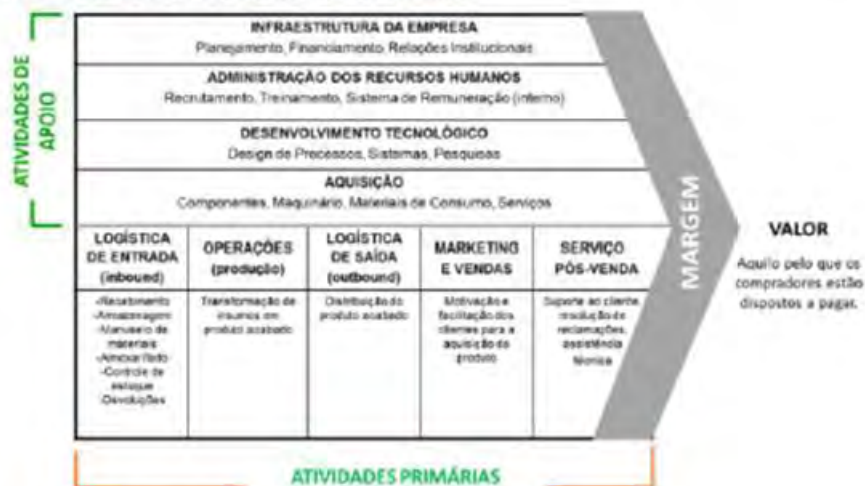 ATIVIDADES DE
APOIO
INFRAESTRUTURA DA EMPRESA
Planejamento, Financiamento, Relações Institucionais
ADMINISTRAÇÃO DOS RECURSOS HUMANOS
Recrutamento, Treinamento, Sistema de Remuneração (interno)
DESENVOLVIMENTO TECNOLÓGICO
Design de Processos, Sistemas, Pesquisas
AQUISIÇÃO
Componentes, Maquinário, Materiais de Consumo, Serviços
LOGÍSTICA
DE ENTRADA
(inbound)
-Recebimento
-Armazenagem
-Manuseio de
materiais
-Almoxarifado
-Controle de
estoque
-Devoluções
OPERAÇÕES
(produção)
Transformação de
insumos em
produto acabado
LOGÍSTICA
DE SAÍDA
(outbound)
Distribuição do
produto acabado
MARKETING
E VENDAS
Motivação e
facilitação dos
clientes para a
aquisição do
produto
SERVIÇO
PÓS-VENDA
Suporte ao cliente
resolução de
reclamações,
assistência
técnica
MARGEM
VALOR
Aquilo pelo que os
compradores estão
dispostos a pagar.
ATIVIDADES PRIMÁRIAS